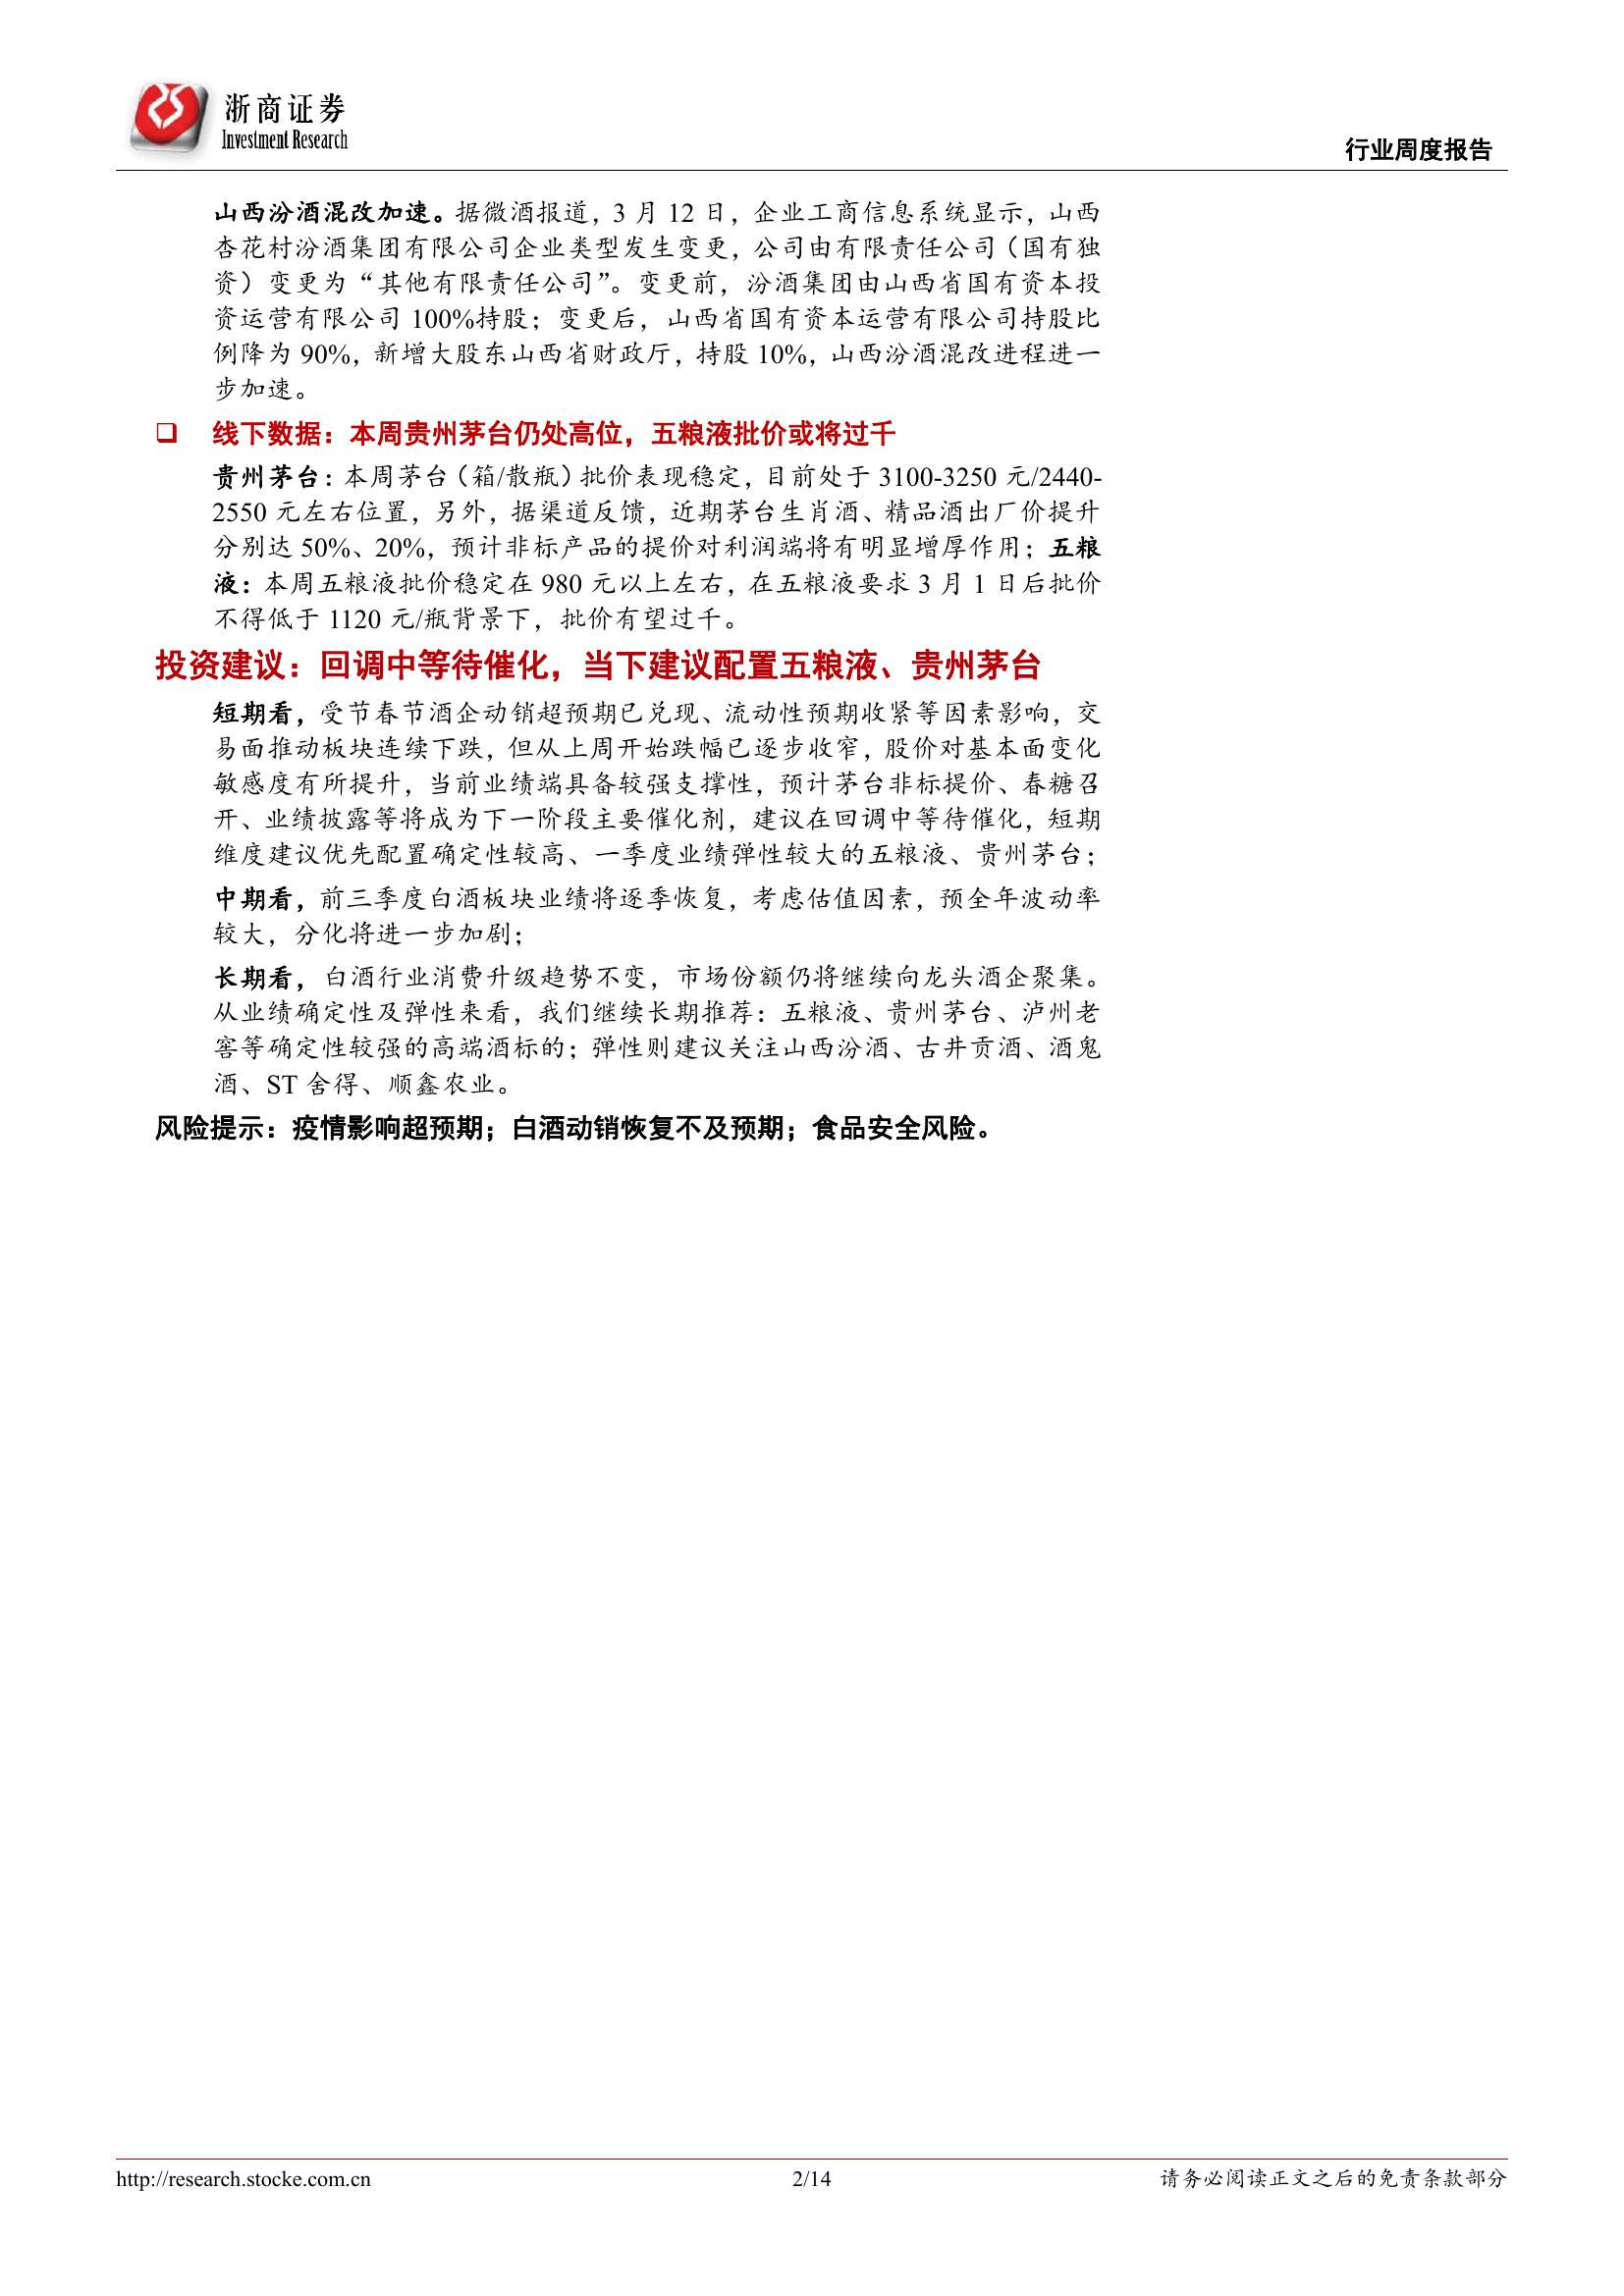 浙商证券
Investment Research
行业周度报告
山西汾酒混改加速。据微酒报道，3 月 12 日，企业工商信息系统显示，山西
杏花村汾酒集团有限公司企业类型发生变更，公司由有限责任公司（国有独
资）变更为“其他有限责任公司”。变更前，汾酒集团由山西省国有资本投
资运营有限公司 100%持股；变更后，山西省国有资本运营有限公司持股比
例降为 90%，新增大股东山西省财政厅，持股 10%，山西汾酒混改进程进一
步加速。
❑ 线下数据：本周贵州茅台仍处高位，五粮液批价或将过千
贵州茅台：本周茅台（箱/散瓶）批价表现稳定，目前处于 3100-3250 元/2440-
2550 元左右位置，另外，据渠道反馈，近期茅台生肖酒、精品酒出厂价提升
分别达 50%、20%，预计非标产品的提价对利润端将有明显增厚作用；五粮
液：本周五粮液批价稳定在 980 元以上左右，在五粮液要求 3 月 1 日后批价
不得低于 1120 元/瓶背景下，批价有望过千。
投资建议：回调中等待催化，当下建议配置五粮液、贵州茅台
短期看，受节春节酒企动销超预期已兑现、流动性预期收紧等因素影响，交
易面推动板块连续下跌，但从上周开始跌幅已逐步收窄，股价对基本面变化
敏感度有所提升，当前业绩端具备较强支撑性，预计茅台非标提价、春糖召
开、业绩披露等将成为下一阶段主要催化剂，建议在回调中等待催化，短期
维度建议优先配置确定性较高、一季度业绩弹性较大的五粮液、贵州茅台；
中期看，前三季度白酒板块业绩将逐季恢复，考虑估值因素，预全年波动率
较大，分化将进一步加剧；
长期看，白酒行业消费升级趋势不变，市场份额仍将继续向龙头酒企聚集。
从业绩确定性及弹性来看，我们继续长期推荐：五粮液、贵州茅台、泸州老
窖等确定性较强的高端酒标的；弹性则建议关注山西汾酒、古井贡酒、酒鬼
酒、ST 舍得、顺鑫农业。
风险提示：疫情影响超预期；白酒动销恢复不及预期；食品安全风险。
http://research.stocke.com.cn
2/14
请务必阅读正文之后的免责条款部分